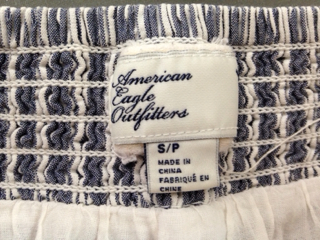 American
Eagle
Outfitters
S/P
MADE IN
CHINA
FABRIQUÉ EN
CHINE